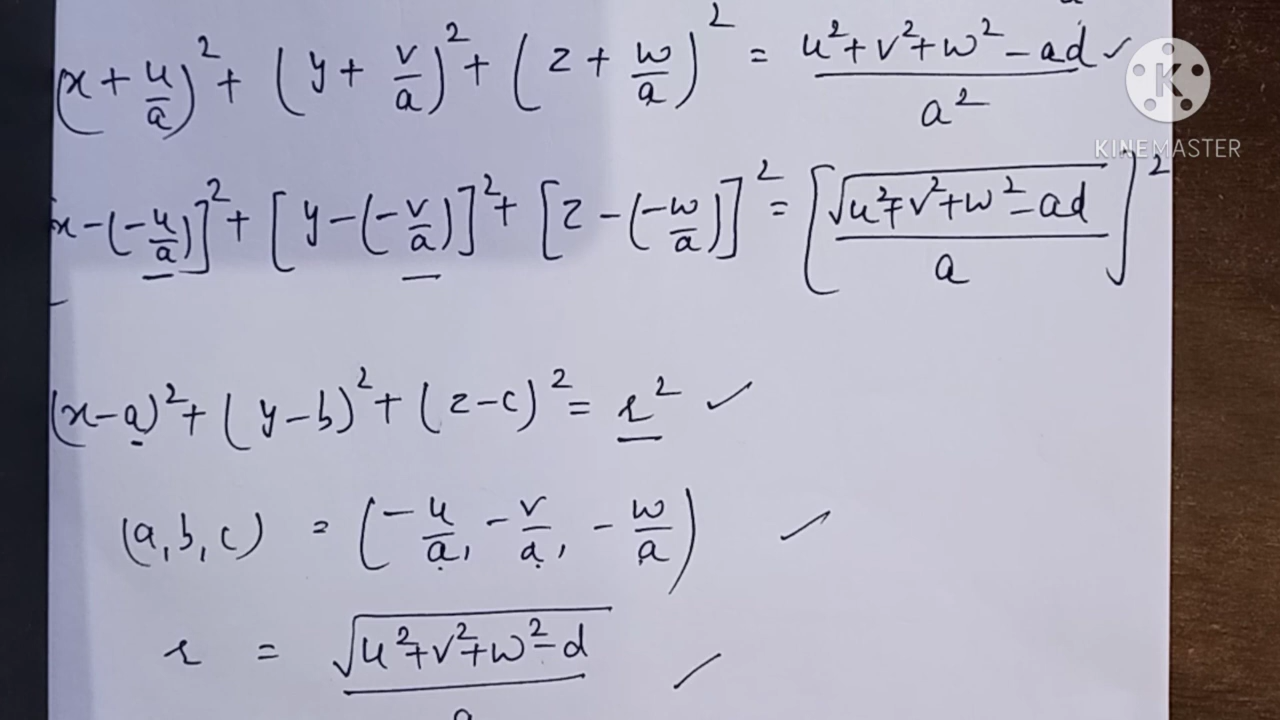 (x + u/a)² + (y + v/a)² + (z + w/a)² = (u² + v² + w² - ad)/a² ✓
x - (-u/a)]² + [y - (-v/a)]² + [z - (-w/a)]² = [√(u² + v² + w² - ad)/a]²
(x - a)² + (y - b)² + (z - c)² = r² ✓
(a, b, c) = (-u/a, -v/a, -w/a) ✓
r = √(u² + v² + w² - d)/a ✓
KINEMASTER